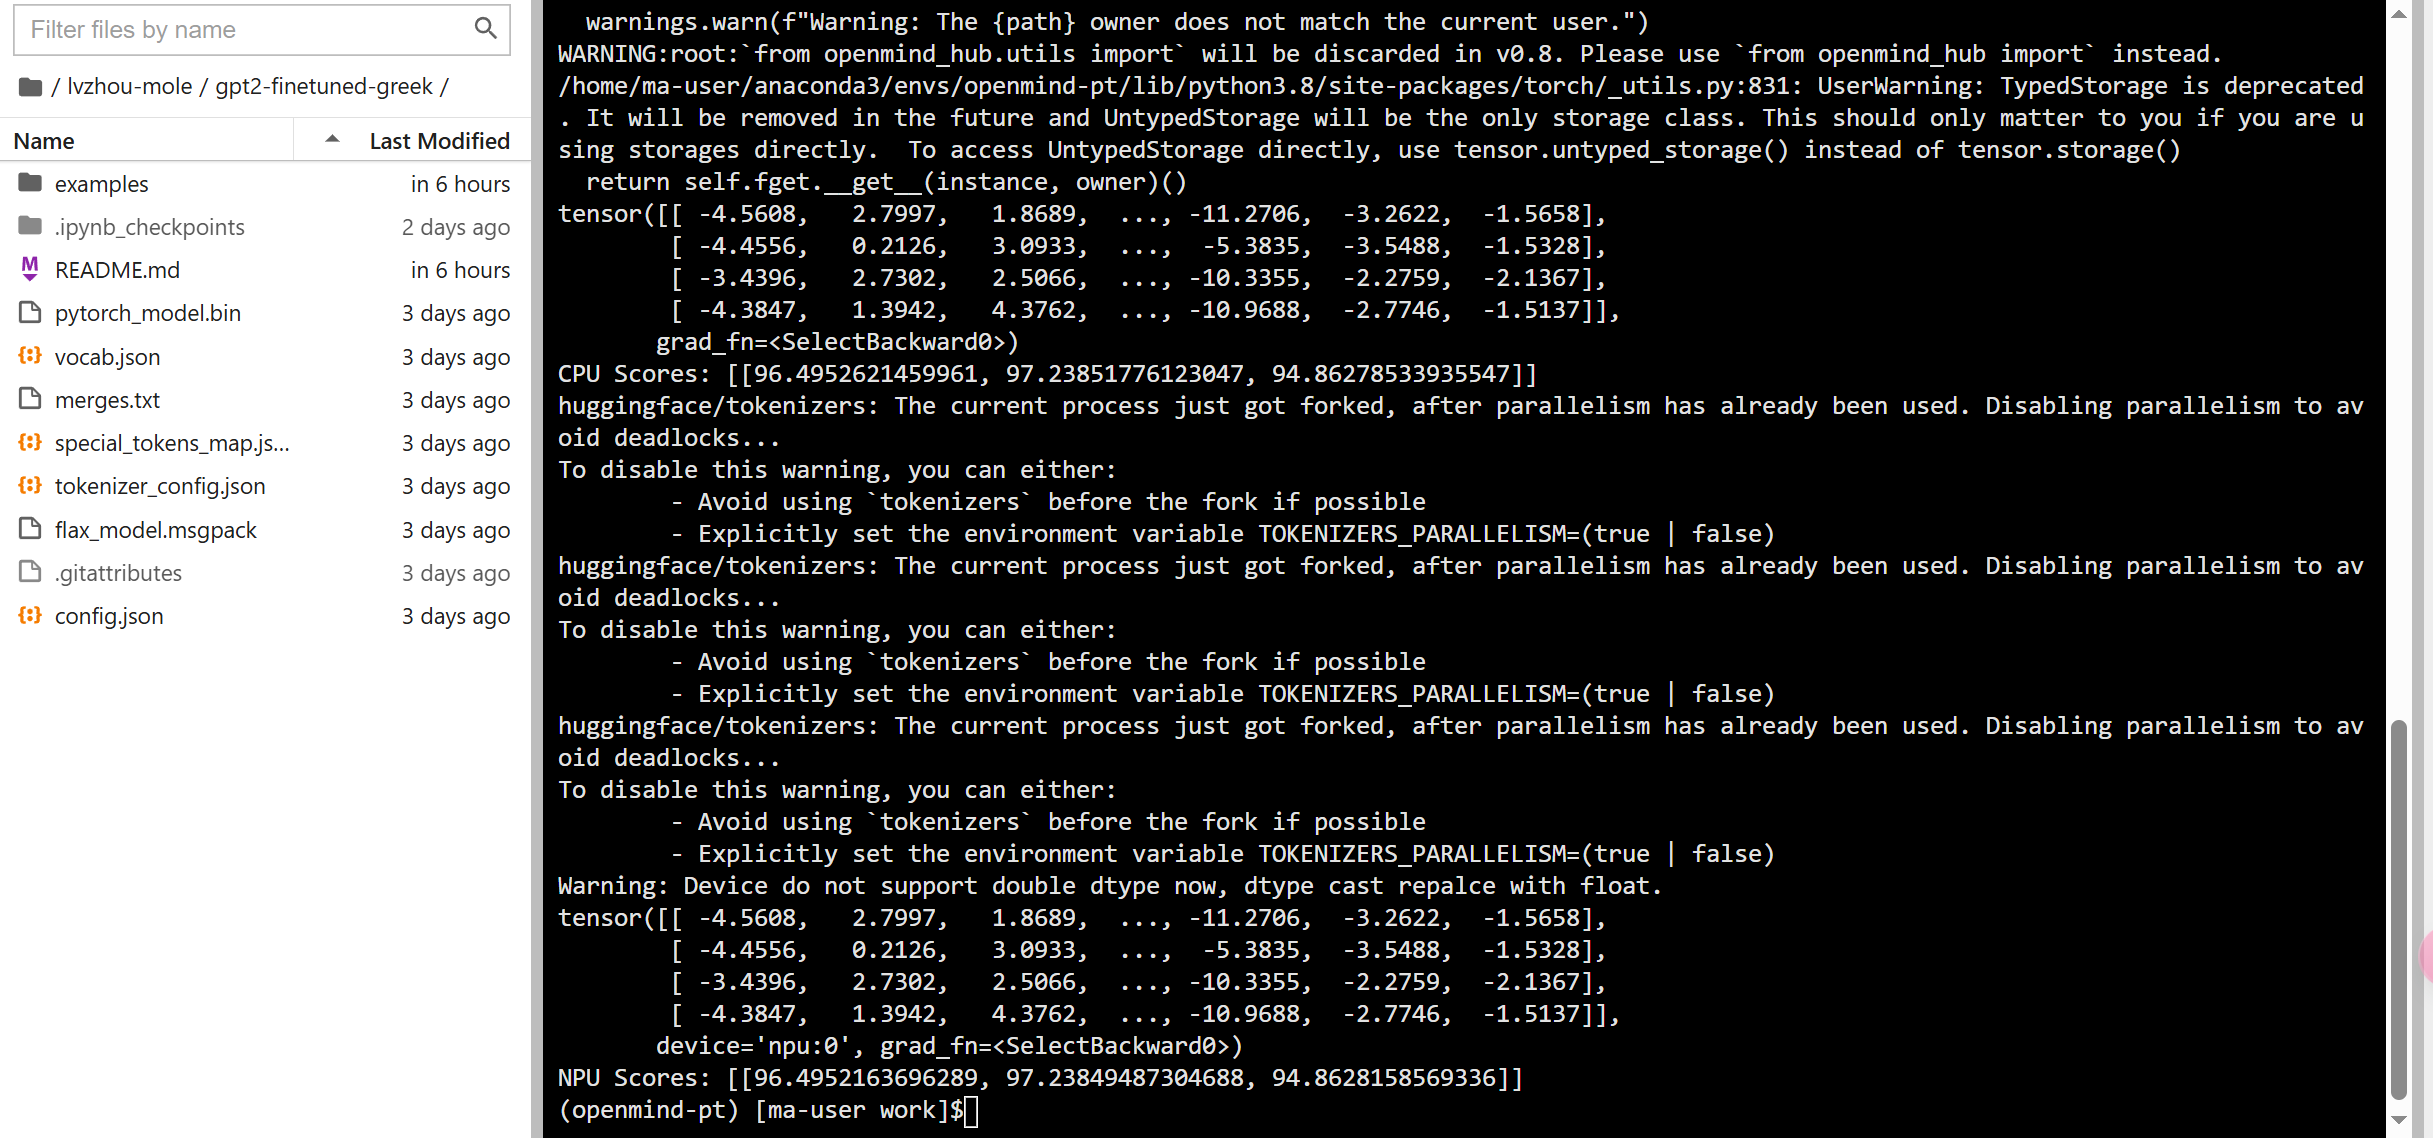 Filter files by name
/ lvzhou-mole / gpt2-finetuned-greek /
Name Last Modified
examples in 6 hours
.ipynb_checkpoints 2 days ago
README.md in 6 hours
pytorch_model.bin 3 days ago
vocab.json 3 days ago
merges.txt 3 days ago
special_tokens_map.js... 3 days ago
tokenizer_config.json 3 days ago
flax_model.msgpack 3 days ago
.gitattributes 3 days ago
config.json 3 days ago
  warnings.warn(f"Warning: The {path} owner does not match the current user.")
WARNING:root:`from openmind_hub.utils import` will be discarded in v0.8. Please use `from openmind_hub import` instead.
/home/ma-user/anaconda3/envs/openmind-pt/lib/python3.8/site-packages/torch/_utils.py:831: UserWarning: TypedStorage is deprecated
. It will be removed in the future and UntypedStorage will be the only storage class. This should only matter to you if you are u
sing storages directly.  To access UntypedStorage directly, use tensor.untyped_storage() instead of tensor.storage()
  return self.fget.__get__(instance, owner)()
tensor([[ -4.5608,   2.7997,   1.8689,  ..., -11.2706,  -3.2622,  -1.5658],
        [ -4.4556,   0.2126,   3.0933,  ...,  -5.3835,  -3.5488,  -1.5328],
        [ -3.4396,   2.7302,   2.5066,  ..., -10.3355,  -2.2759,  -2.1367],
        [ -4.3847,   1.3942,   4.3762,  ..., -10.9688,  -2.7746,  -1.5137]],
       grad_fn=<SelectBackward0>)
CPU Scores: [[96.4952621459961, 97.23851776123047, 94.86278533935547]]
huggingface/tokenizers: The current process just got forked, after parallelism has already been used. Disabling parallelism to av
oid deadlocks...
To disable this warning, you can either:
        - Avoid using `tokenizers` before the fork if possible
        - Explicitly set the environment variable TOKENIZERS_PARALLELISM=(true | false)
huggingface/tokenizers: The current process just got forked, after parallelism has already been used. Disabling parallelism to av
oid deadlocks...
To disable this warning, you can either:
        - Avoid using `tokenizers` before the fork if possible
        - Explicitly set the environment variable TOKENIZERS_PARALLELISM=(true | false)
huggingface/tokenizers: The current process just got forked, after parallelism has already been used. Disabling parallelism to av
oid deadlocks...
To disable this warning, you can either:
        - Avoid using `tokenizers` before the fork if possible
        - Explicitly set the environment variable TOKENIZERS_PARALLELISM=(true | false)
Warning: Device do not support double dtype now, dtype cast repalce with float.
tensor([[ -4.5608,   2.7997,   1.8689,  ..., -11.2706,  -3.2622,  -1.5658],
        [ -4.4556,   0.2126,   3.0933,  ...,  -5.3835,  -3.5488,  -1.5328],
        [ -3.4396,   2.7302,   2.5066,  ..., -10.3355,  -2.2759,  -2.1367],
        [ -4.3847,   1.3942,   4.3762,  ..., -10.9688,  -2.7746,  -1.5137]],
       device='npu:0', grad_fn=<SelectBackward0>)
NPU Scores: [[96.4952163696289, 97.23849487304688, 94.8628158569336]]
(openmind-pt) [ma-user work]$